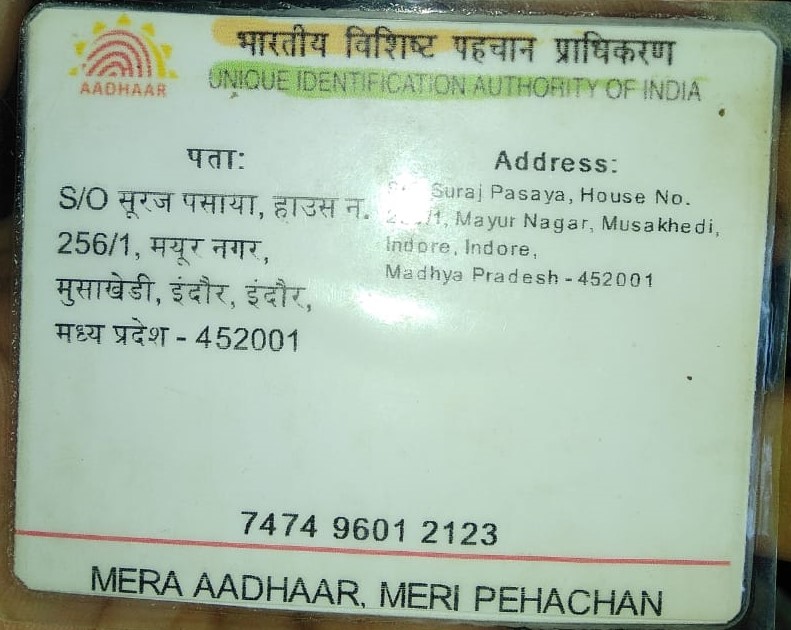 भारतीय विशिष्ट पहचान प्राधिकरण
UNIQUE IDENTIFICATION AUTHORITY OF INDIA
AADHAAR
पता:
S/O सूरज पसाया, हाउस न.
256/1, मयूर नगर,
मुसाखेडी, इंदौर, इंदौर,
मध्य प्रदेश - 452001
Address:
Suraj Pasaya, House No.
Mayur Nagar, Musakhedi,
Indore, Indore,
Madhya Pradesh - 452001
7474 9601 2123
MERA AADHAAR, MERI PEHACHAN